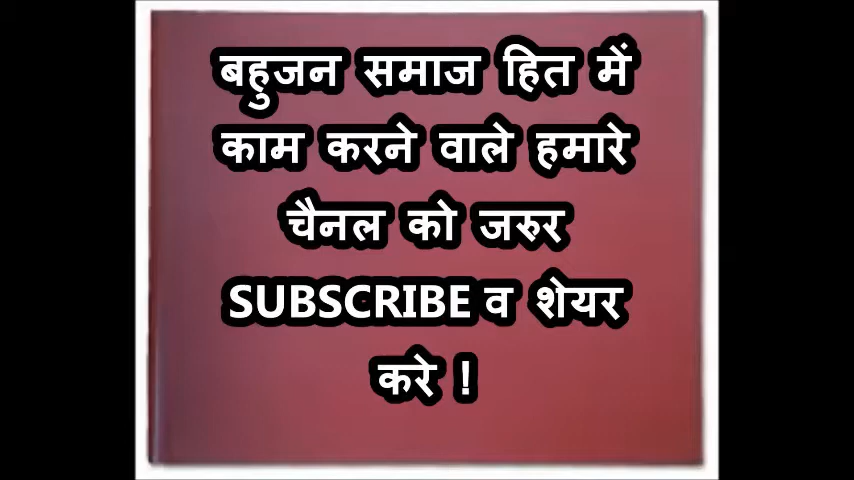 बहुजन समाज हित में
काम करने वाले हमारे
चैनल को जरुर
SUBSCRIBE व शेयर
करे !